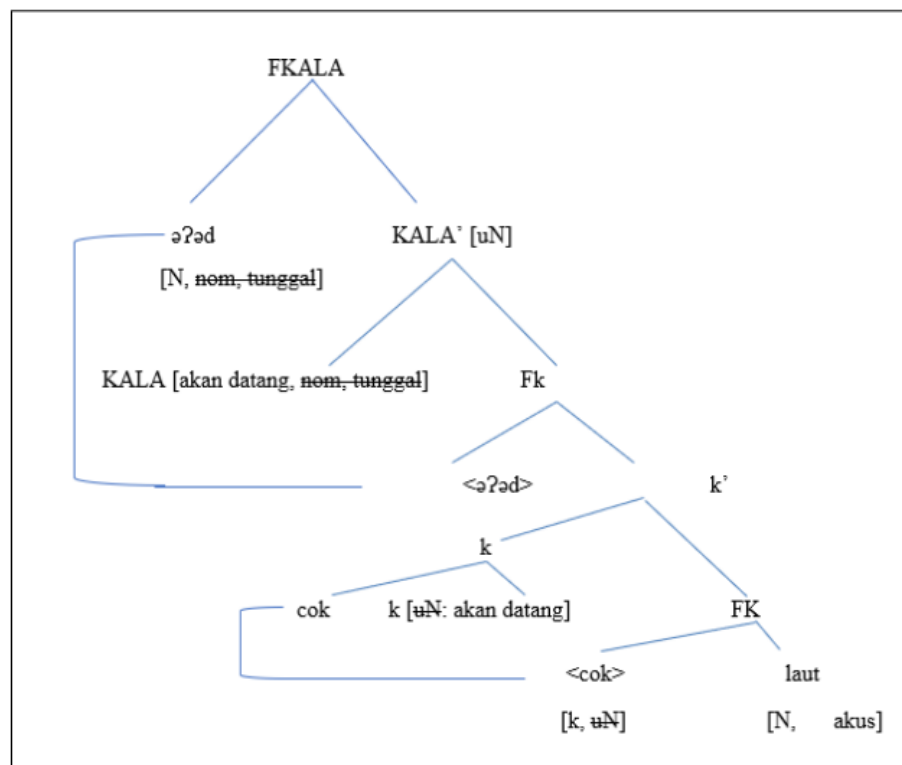 FKALA
əʔəd KALA’ [uN]
[N, nom, tunggal]
KALA [akan datang, nom, tunggal] Fk
<əʔəd> k’
k
cok k [uN: akan datang] FK
<cok> laut
[k, uN] [N, akus]